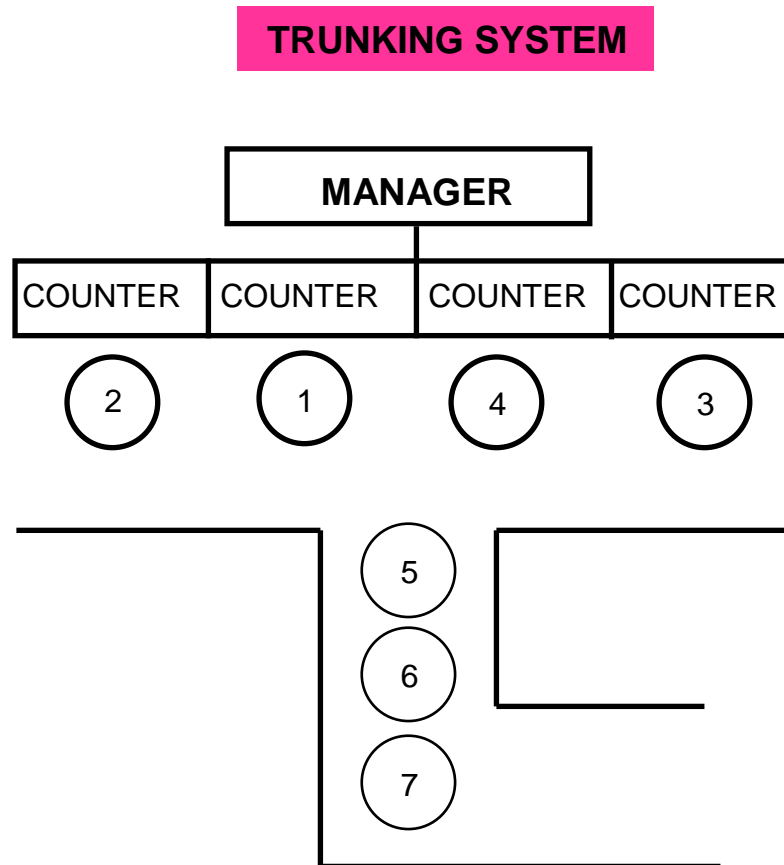 TRUNKING SYSTEM
MANAGER
COUNTER COUNTER COUNTER COUNTER
2 1 4 3
5
6
7